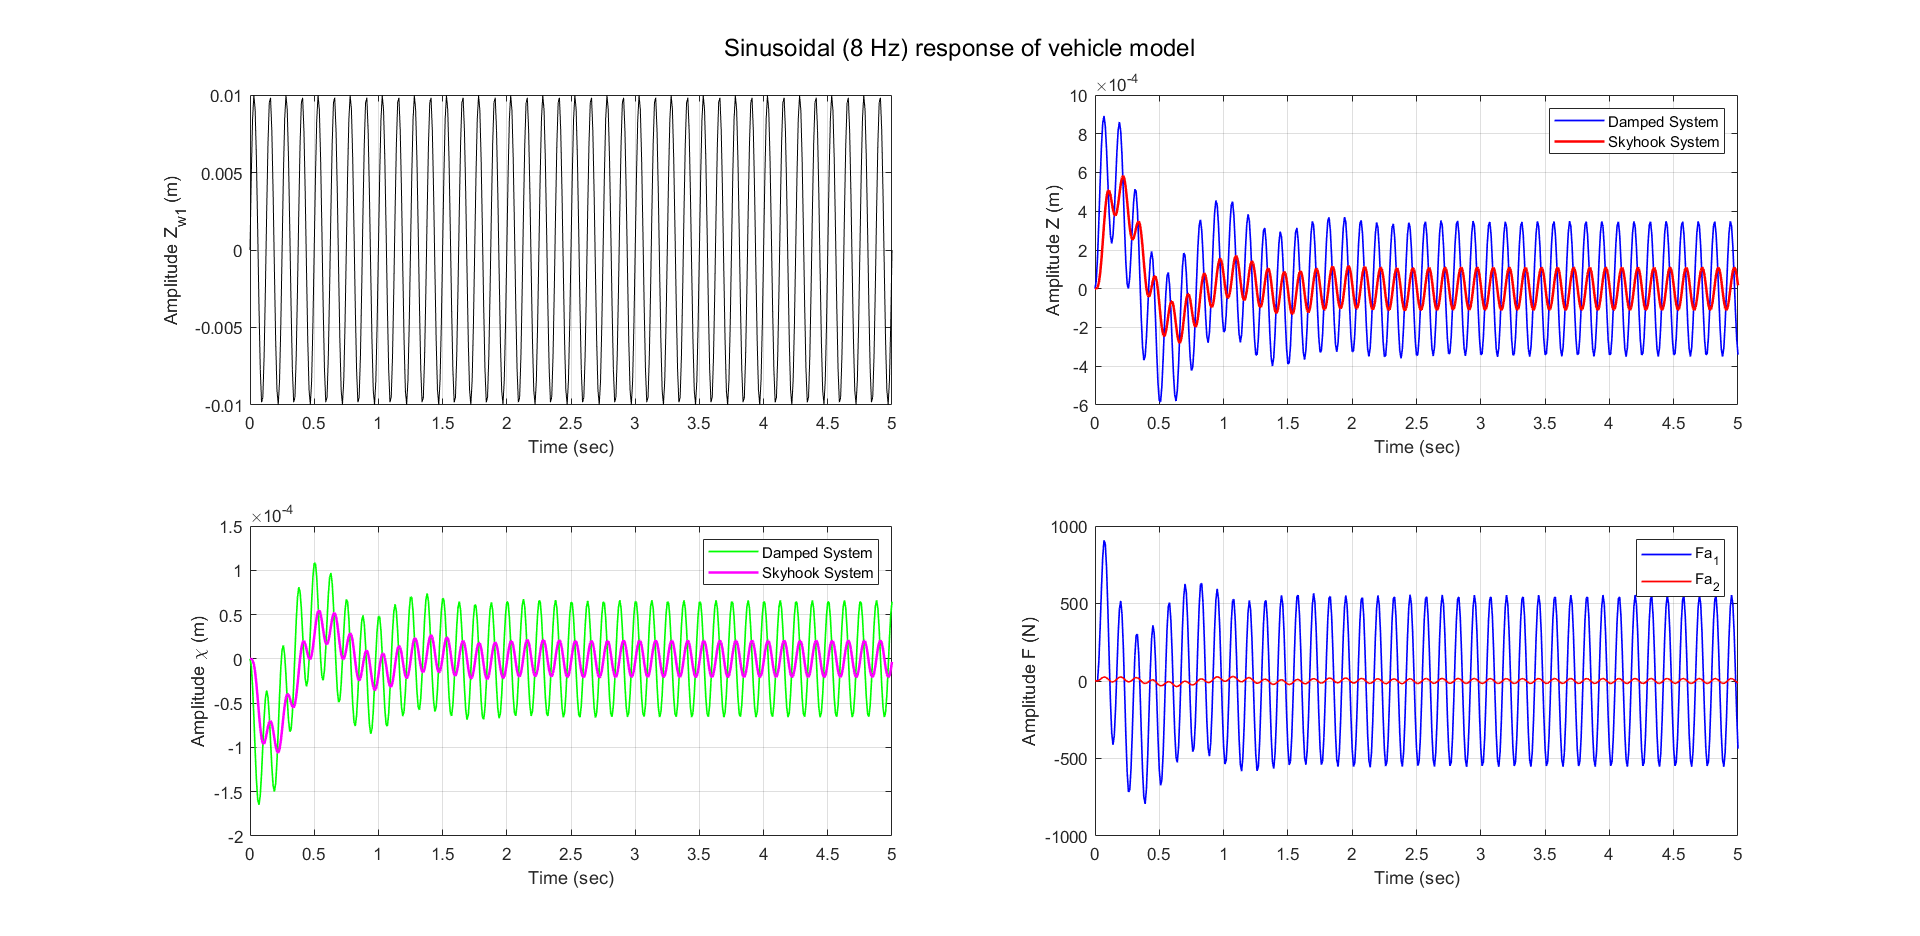 Sinusoidal (8 Hz) response of vehicle model
0.01
0.005
0
-0.005
-0.01
Amplitude Z_w1 (m)
0 0.5 1 1.5 2 2.5 3 3.5 4 4.5 5
Time (sec)
×10^-4
10
8
6
4
2
0
-2
-4
-6
Amplitude Z (m)
Damped System
Skyhook System
0 0.5 1 1.5 2 2.5 3 3.5 4 4.5 5
Time (sec)
×10^-4
1.5
1
0.5
0
-0.5
-1
-1.5
-2
Amplitude χ (m)
Damped System
Skyhook System
0 0.5 1 1.5 2 2.5 3 3.5 4 4.5 5
Time (sec)
1000
500
0
-500
-1000
Amplitude F (N)
Fa_1
Fa_2
0 0.5 1 1.5 2 2.5 3 3.5 4 4.5 5
Time (sec)